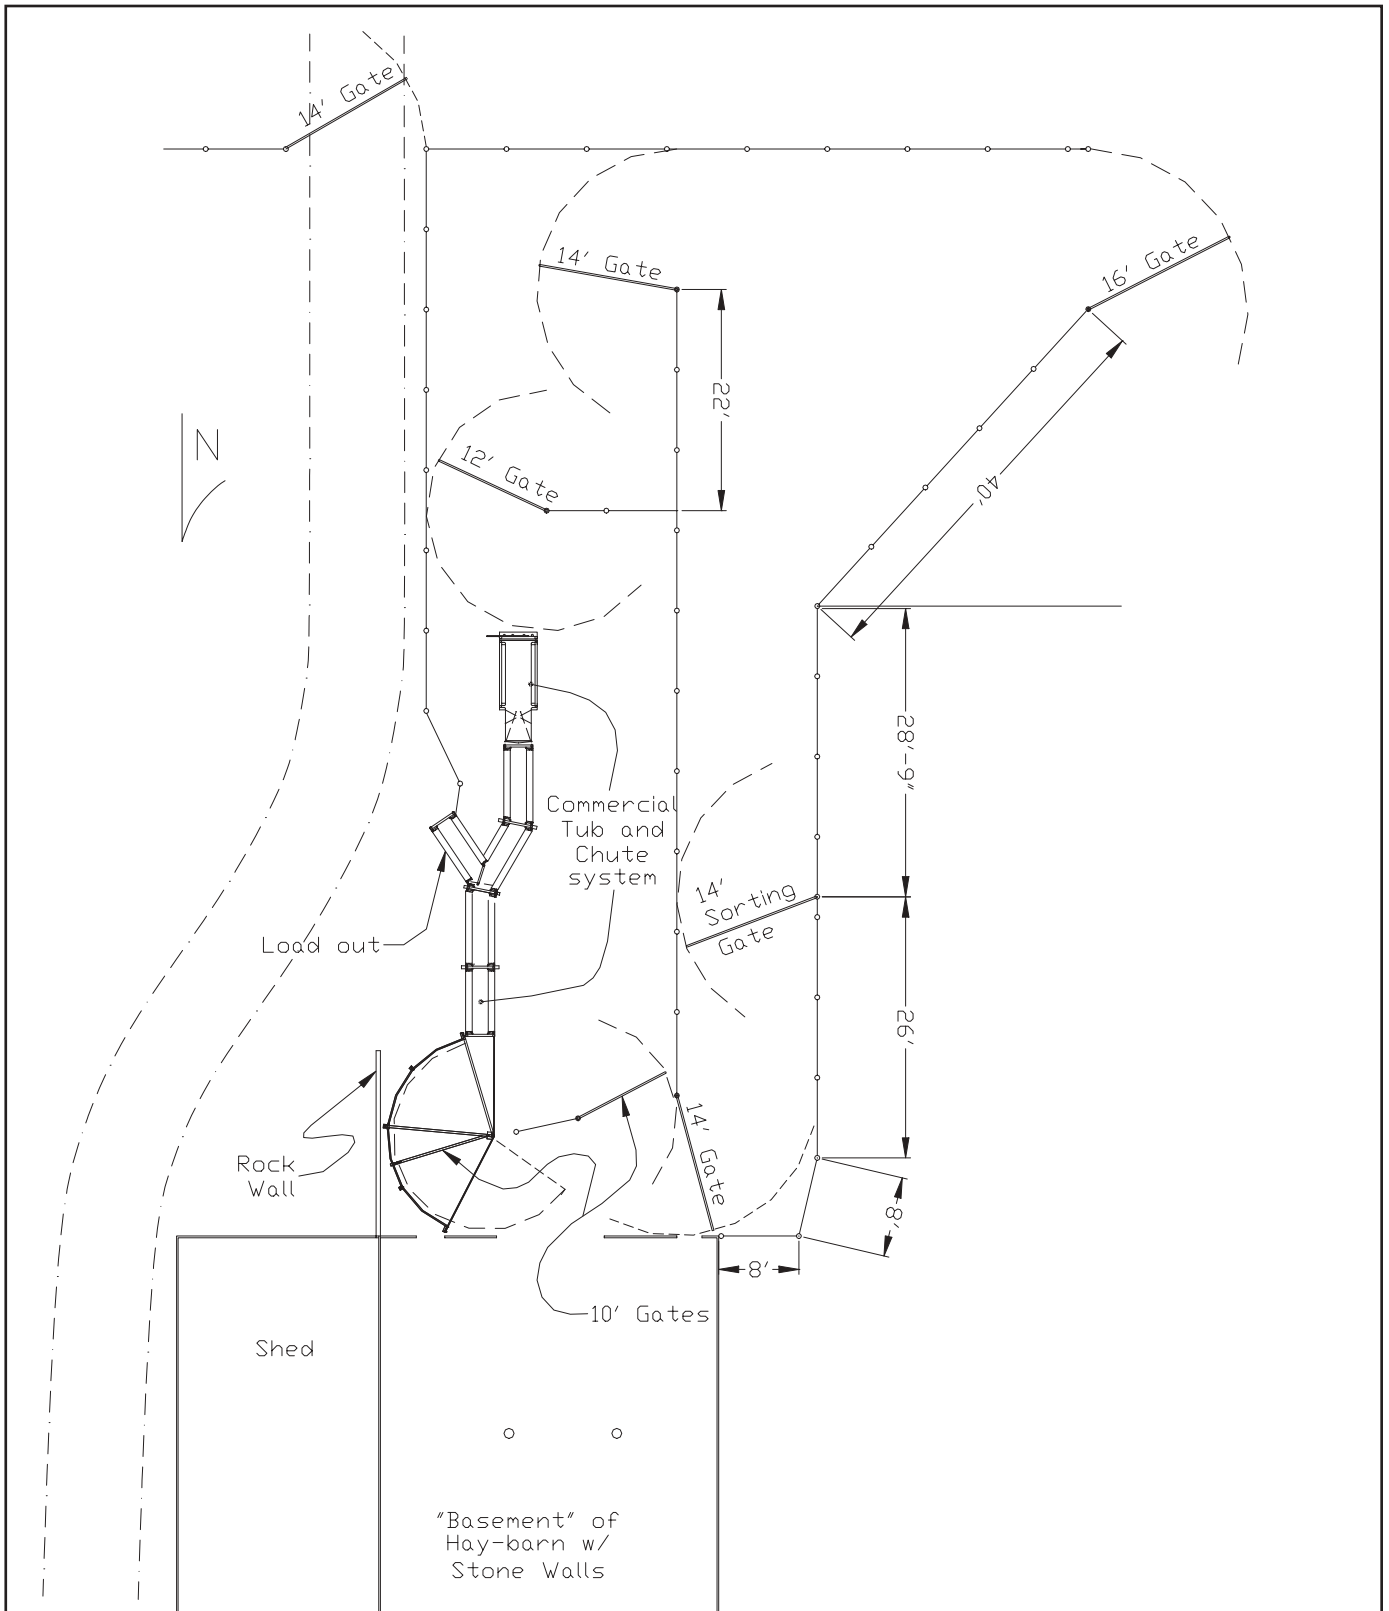 14' Gate
14' Gate
16' Gate
22'
N
12' Gate
40'
28'-9"
Commercial
Tub and
Chute
system
14'
Sorting
Gate
Load out
26'
14' Gate
Rock
Wall
8'
8'
10' Gates
Shed
"Basement" of
Hay-barn w/
Stone Walls